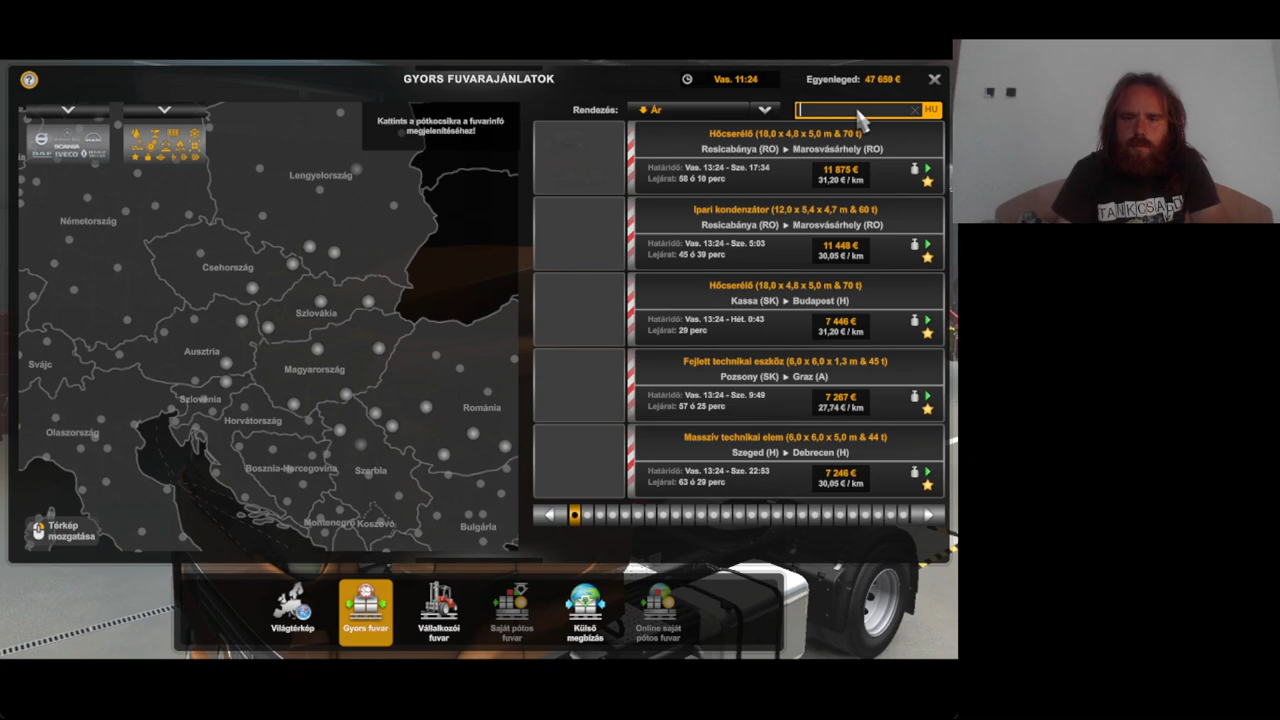 GYORS FUVARAJÁNLATOK
Vas. 11:24
Egyenleged: 47 659 €
Rendezés:
Ár
HU
Kattints a pótkocsikra a fuvarinfó
megjelenítéséhez!
SCANIA
IVECO
Lengyelország
Németország
Csehország
Szlovákia
Ausztria
Svájc
Magyarország
Szlovénia
Románia
Horvátország
Olaszország
Bosznia-Hercegovina
Szerbia
Montenegró
Koszovó
Bulgária
Térkép
mozgatása
Hőcserélő (18,0 x 4,8 x 5,0 m & 70 t)
Resicabánya (RO) ► Marosvásárhely (RO)
Határidő: Vas. 13:24 - Sze. 17:34
Lejárat: 58 ó 10 perc
11 875 €
31,20 € / km
Ipari kondenzátor (12,0 x 5,4 x 4,7 m & 60 t)
Resicabánya (RO) ► Marosvásárhely (RO)
Határidő: Vas. 13:24 - Sze. 5:03
Lejárat: 45 ó 39 perc
11 448 €
30,05 € / km
Hőcserélő (18,0 x 4,8 x 5,0 m & 70 t)
Kassa (SK) ► Budapest (H)
Határidő: Vas. 13:24 - Hét. 0:43
Lejárat: 29 perc
7 446 €
31,20 € / km
Fejlett technikai eszköz (6,0 x 6,0 x 1,3 m & 45 t)
Pozsony (SK) ► Graz (A)
Határidő: Vas. 13:24 - Sze. 9:49
Lejárat: 57 ó 25 perc
7 267 €
27,74 € / km
Masszív technikai elem (6,0 x 6,0 x 5,0 m & 44 t)
Szeged (H) ► Debrecen (H)
Határidő: Vas. 13:24 - Sze. 22:53
Lejárat: 63 ó 29 perc
7 246 €
30,05 € / km
Világtérkép
Gyors fuvar
Vállalkozói
fuvar
Saját pótos
fuvar
Külső
megbízás
Online saját
pótos fuvar
TANKCSAPDA